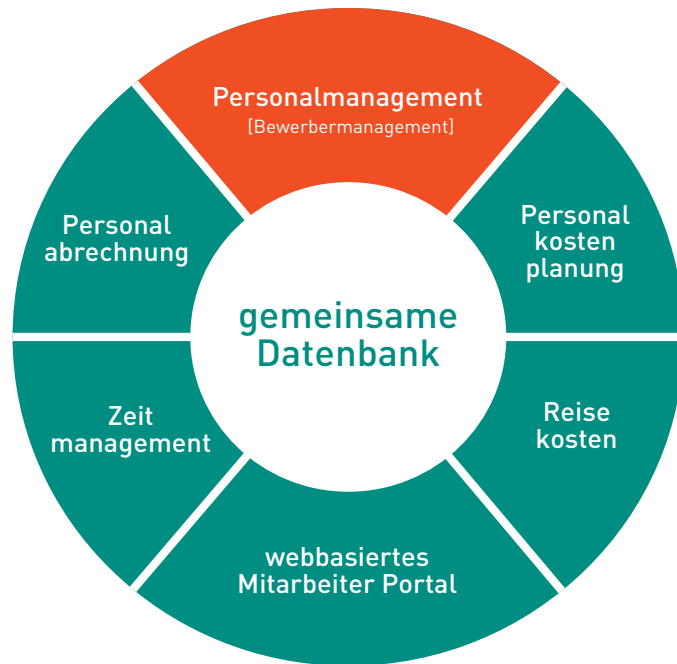 Personalmanagement
[Bewerbermanagement]
Personal
kosten
planung
Reise
kosten
webbasiertes
Mitarbeiter Portal
Zeit
management
Personal
abrechnung
gemeinsame
Datenbank